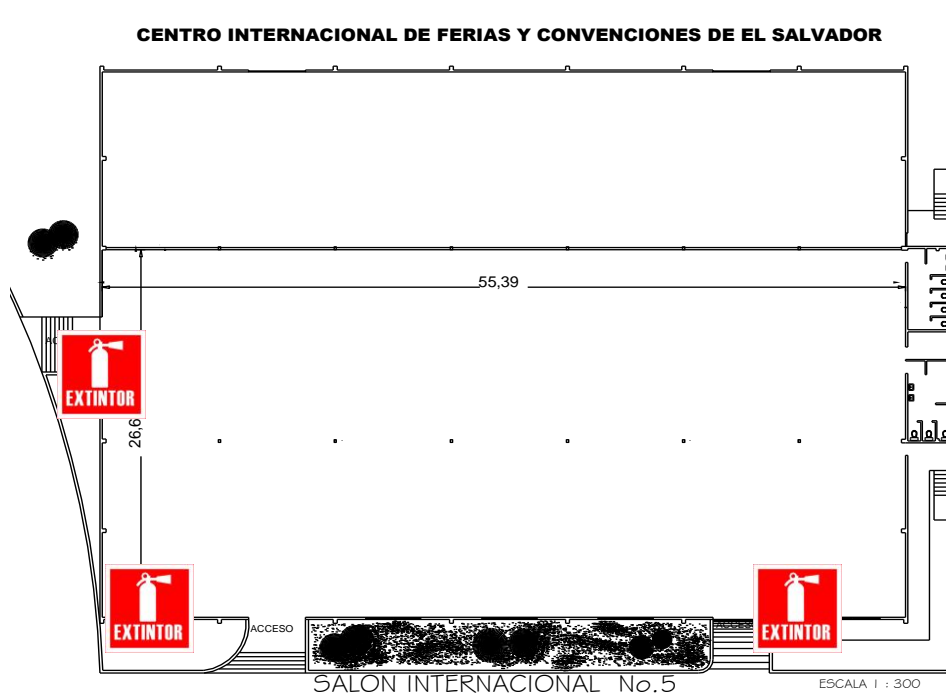 CENTRO INTERNACIONAL DE FERIAS Y CONVENCIONES DE EL SALVADOR
55,39
EXTINTOR
26,6
EXTINTOR
ACCESO
EXTINTOR
SALON INTERNACIONAL No.5
ESCALA 1 : 300